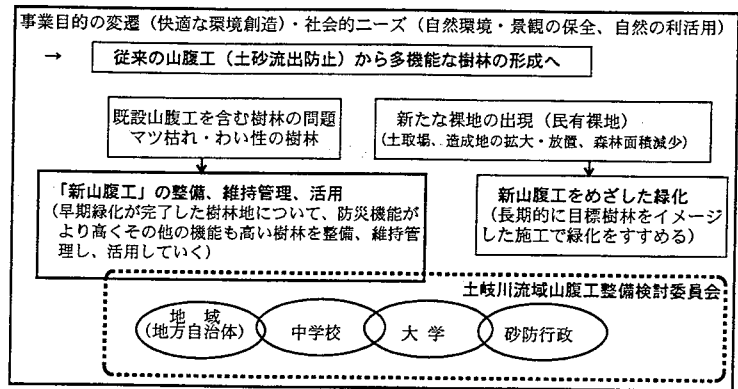 事業目的の変遷（快適な環境創造）・社会的ニーズ（自然環境・景観の保全、自然の利活用）
→ 従来の山腹工（土砂流出防止）から多機能な樹林の形成へ
既設山腹工を含む樹林の問題
マツ枯れ・わい性の樹林
新たな裸地の出現（民有裸地）
（土取場、造成地の拡大・放置、森林面積減少）
「新山腹工」の整備、維持管理、活用
（早期緑化が完了した樹林地について、防災機能が
より高くその他の機能も高い樹林を整備、維持管
理し、活用していく）
新山腹工をめざした緑化
（長期的に目標樹林をイメージ
した施工で緑化をすすめる）
土岐川流域山腹工整備検討委員会
地 域
（地方自治体）
中学校
大 学
砂防行政